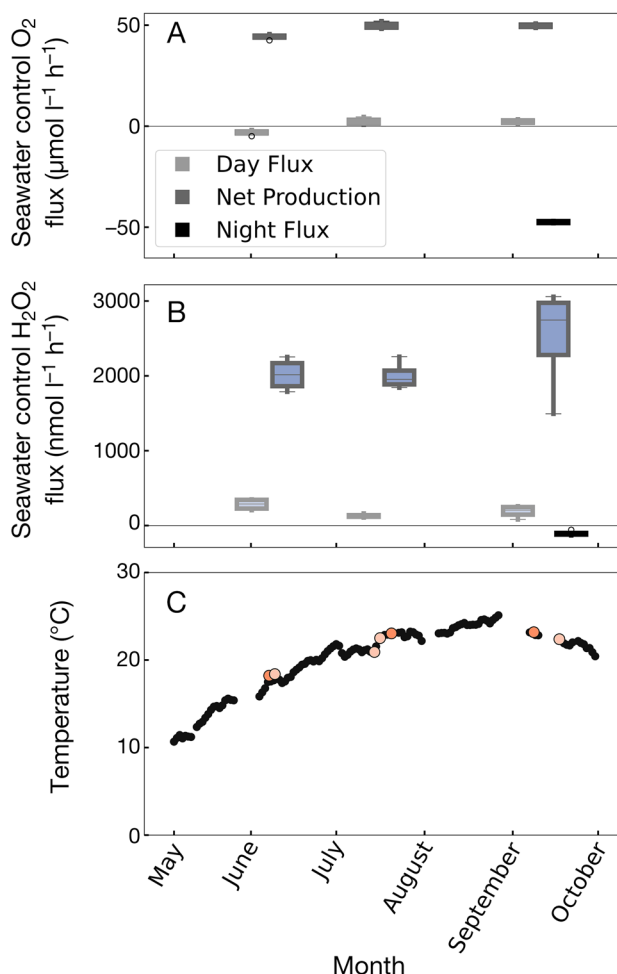 A
Seawater control O2
flux (µmol l–1 h–1)
50
0
–50
Day Flux
Net Production
Night Flux
B
Seawater control H2O2
flux (nmol l–1 h–1)
3000
2000
1000
0
C
Temperature (°C)
30
20
10
0
May
June
July
August
September
October
Month